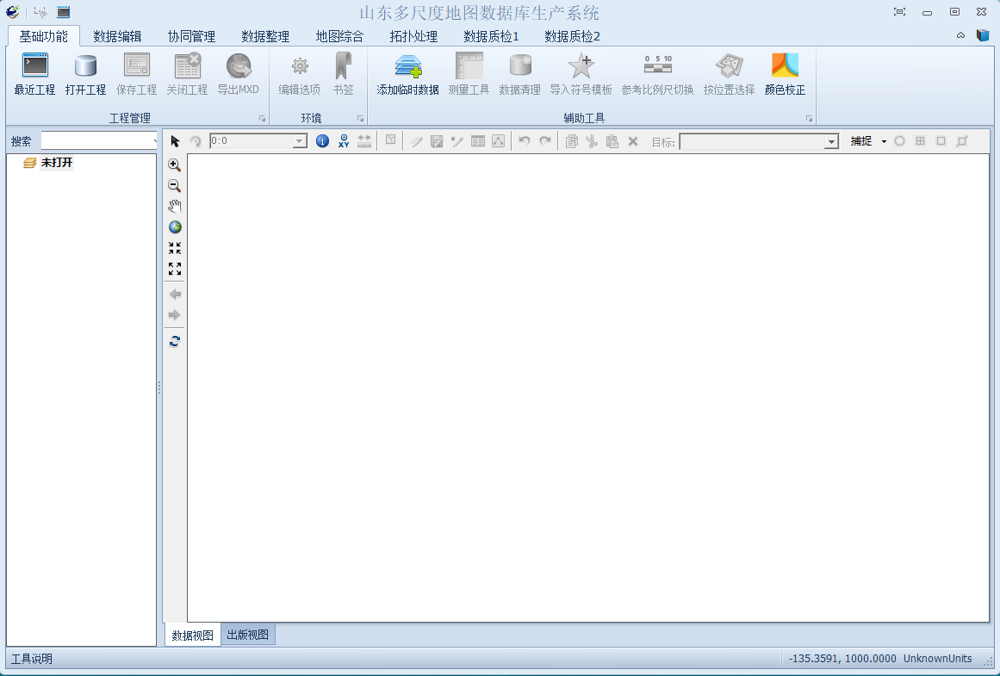 山东多尺度地图数据库生产系统
基础功能 数据编辑 协同管理 数据整理 地图综合 拓扑处理 数据质检1 数据质检2
0 5 10
最近工程 打开工程 保存工程 关闭工程 导出MXD 编辑选项 书签 添加临时数据 测量工具 数据清理 导入符号模板 参考比例尺切换 按位置选择 颜色校正
工程管理 环境 辅助工具
搜索 0:0 XY 目标: 捕捉
未打开
数据视图 出版视图
工具说明 -135.3591, 1000.0000 UnknownUnits